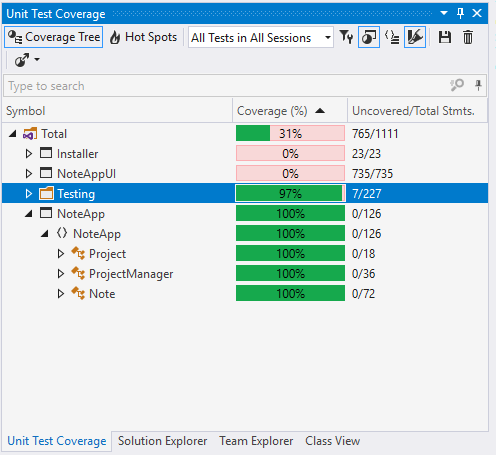 Unit Test Coverage
Coverage Tree Hot Spots All Tests in All Sessions
Type to search
Symbol Coverage (%) Uncovered/Total Stmts.
Total 31% 765/1111
Installer 0% 23/23
NoteAppUI 0% 735/735
Testing 97% 7/227
NoteApp 100% 0/126
NoteApp 100% 0/126
Project 100% 0/18
ProjectManager 100% 0/36
Note 100% 0/72
Unit Test Coverage Solution Explorer Team Explorer Class View